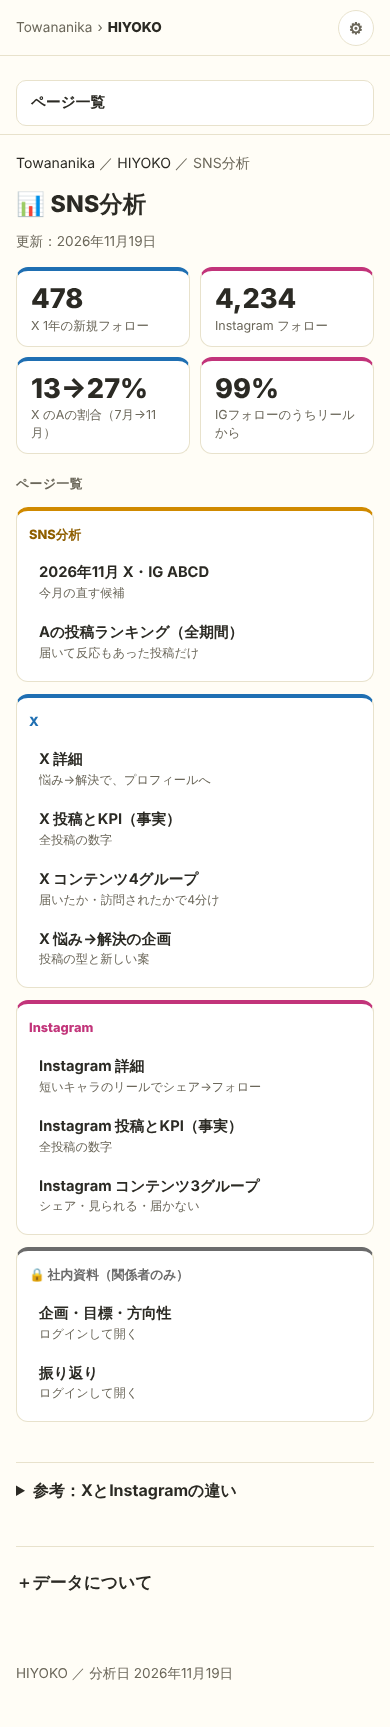 Towananika › HIYOKO
⚙
ページ一覧
Towananika ／ HIYOKO ／ SNS分析
📊 SNS分析
更新：2026年11月19日
478
X 1年の新規フォロー
4,234
Instagram フォロー
13→27%
X のAの割合（7月→11
月）
99%
IGフォローのうちリール
から
ページ一覧
SNS分析
2026年11月 X・IG ABCD
今月の直す候補
Aの投稿ランキング（全期間）
届いて反応もあった投稿だけ
X
X 詳細
悩み→解決で、プロフィールへ
X 投稿とKPI（事実）
全投稿の数字
X コンテンツ4グループ
届いたか・訪問されたかで4分け
X 悩み→解決の企画
投稿の型と新しい案
Instagram
Instagram 詳細
短いキャラのリールでシェア→フォロー
Instagram 投稿とKPI（事実）
全投稿の数字
Instagram コンテンツ3グループ
シェア・見られる・届かない
🔒 社内資料（関係者のみ）
企画・目標・方向性
ログインして開く
振り返り
ログインして開く
▶ 参考：XとInstagramの違い
＋データについて
HIYOKO ／ 分析日 2026年11月19日